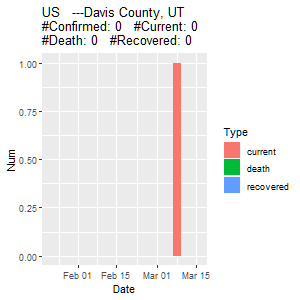 US   ---Davis County, UT
#Confirmed: 0   #Current: 0
#Death: 0   #Recovered: 0
1.00
0.75
0.50
0.25
0.00
Num
Feb 01   Feb 15   Mar 01   Mar 15
Date
Type
current
death
recovered